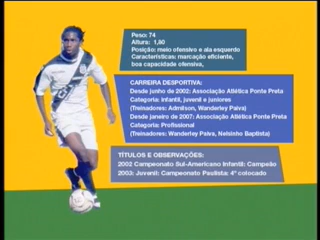 Peso: 74
Altura: 1,80
Posição: meio ofensivo e ala esquerdo
Características: marcação eficiente,
boa capacidade ofensiva,
CARREIRA DESPORTIVA:
Desde junho de 2002: Associação Atlética Ponte Preta
Categoria: infantil, juvenil e juniores
(Treinadores: Admilson, Wanderley Paiva)
Desde janeiro de 2007: Associação Atlética Ponte Preta
Categoria: Profissional
(Treinadores: Wanderley Paiva, Nelsinho Baptista)
TÍTULOS E OBSERVAÇÕES:
2002 Campeonato Sul-Americano Infantil: Campeão
2003: Juvenil: Campeonato Paulista: 4º colocado